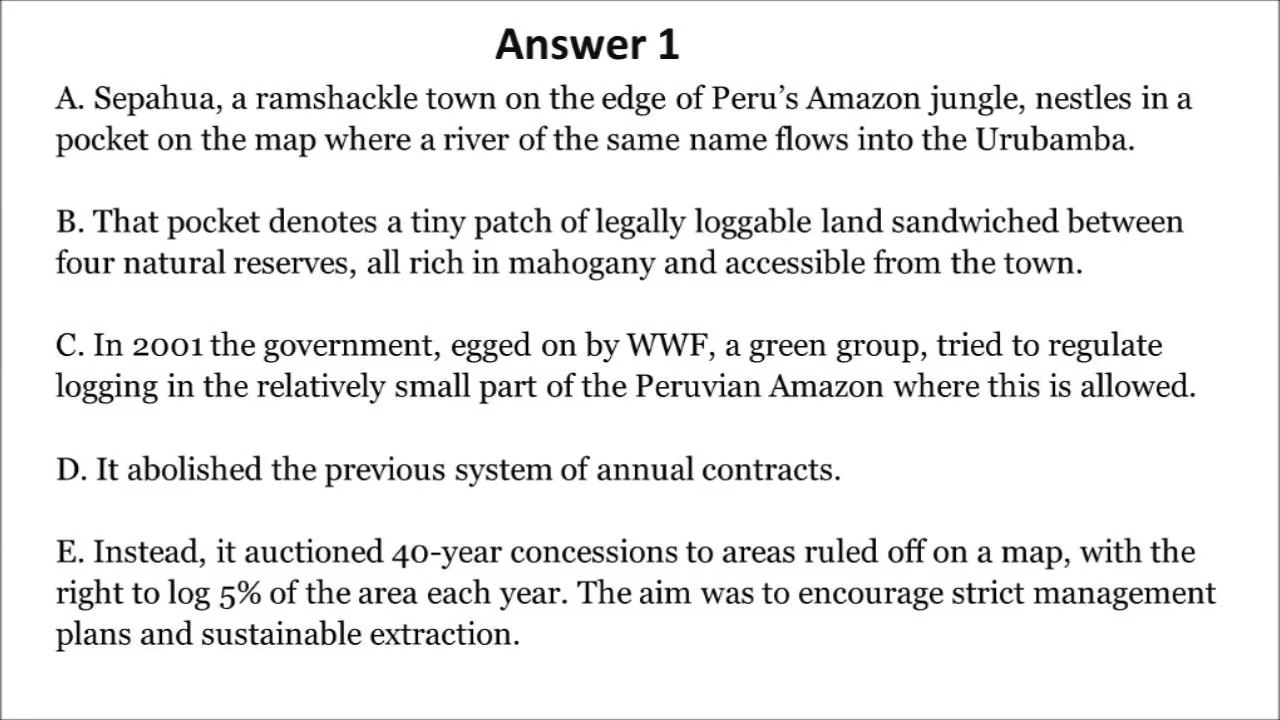 Answer 1
A. Sepahua, a ramshackle town on the edge of Peru’s Amazon jungle, nestles in a
pocket on the map where a river of the same name flows into the Urubamba.
B. That pocket denotes a tiny patch of legally loggable land sandwiched between
four natural reserves, all rich in mahogany and accessible from the town.
C. In 2001 the government, egged on by WWF, a green group, tried to regulate
logging in the relatively small part of the Peruvian Amazon where this is allowed.
D. It abolished the previous system of annual contracts.
E. Instead, it auctioned 40-year concessions to areas ruled off on a map, with the
right to log 5% of the area each year. The aim was to encourage strict management
plans and sustainable extraction.